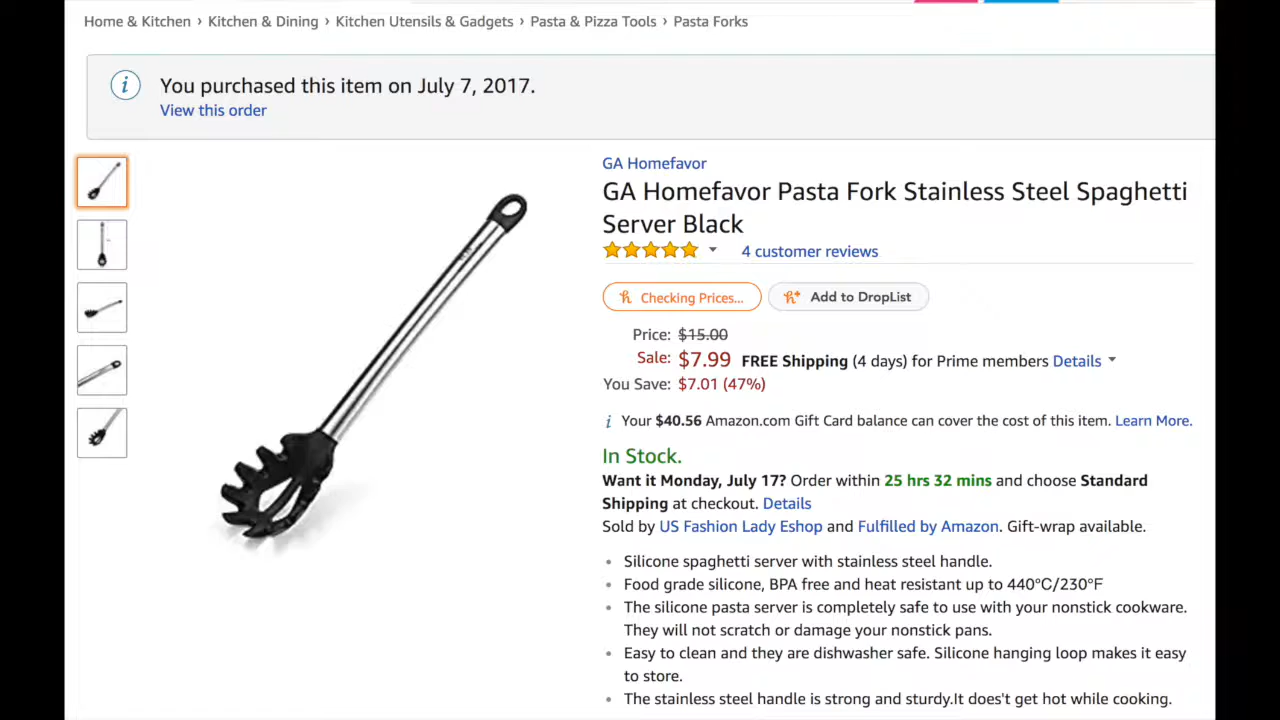 Home & Kitchen › Kitchen & Dining › Kitchen Utensils & Gadgets › Pasta & Pizza Tools › Pasta Forks
i You purchased this item on July 7, 2017.
View this order
GA Homefavor
GA Homefavor Pasta Fork Stainless Steel Spaghetti
Server Black
4 customer reviews
Checking Prices... Add to DropList
Price: $15.00
Sale: $7.99 FREE Shipping (4 days) for Prime members Details
You Save: $7.01 (47%)
i Your $40.56 Amazon.com Gift Card balance can cover the cost of this item. Learn More.
In Stock.
Want it Monday, July 17? Order within 25 hrs 32 mins and choose Standard
Shipping at checkout. Details
Sold by US Fashion Lady Eshop and Fulfilled by Amazon. Gift-wrap available.
• Silicone spaghetti server with stainless steel handle.
• Food grade silicone, BPA free and heat resistant up to 440℃/230℉
• The silicone pasta server is completely safe to use with your nonstick cookware.
They will not scratch or damage your nonstick pans.
• Easy to clean and they are dishwasher safe. Silicone hanging loop makes it easy
to store.
• The stainless steel handle is strong and sturdy.It does't get hot while cooking.